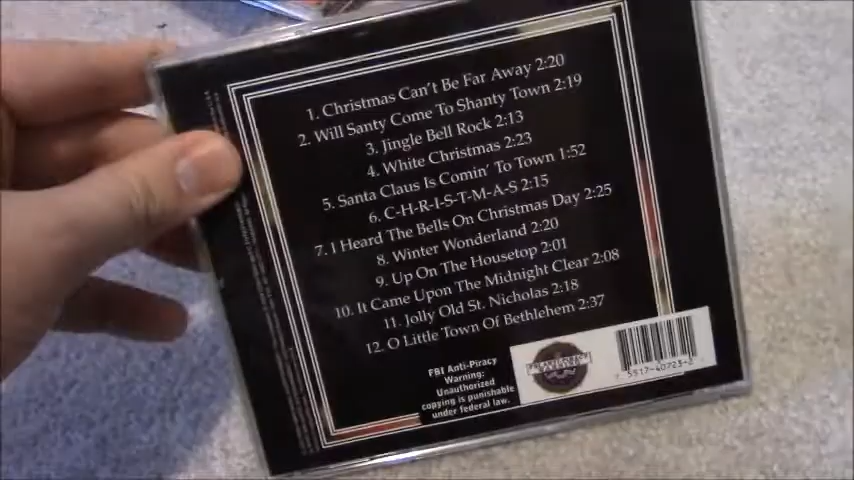 1. Christmas Can't Be Far Away 2:20
2. Will Santy Come To Shanty Town 2:19
3. Jingle Bell Rock 2:13
4. White Christmas 2:23
5. Santa Claus Is Comin' To Town 1:52
6. C-H-R-I-S-T-M-A-S 2:15
7. I Heard The Bells On Christmas Day 2:25
8. Winter Wonderland 2:20
9. Up On The Housetop 2:01
10. It Came Upon The Midnight Clear 2:08
11. Jolly Old St. Nicholas 2:18
12. O Little Town Of Bethlehem 2:37
FBI Anti-Piracy
Warning:
Unauthorized
copying is punishable
under federal law.